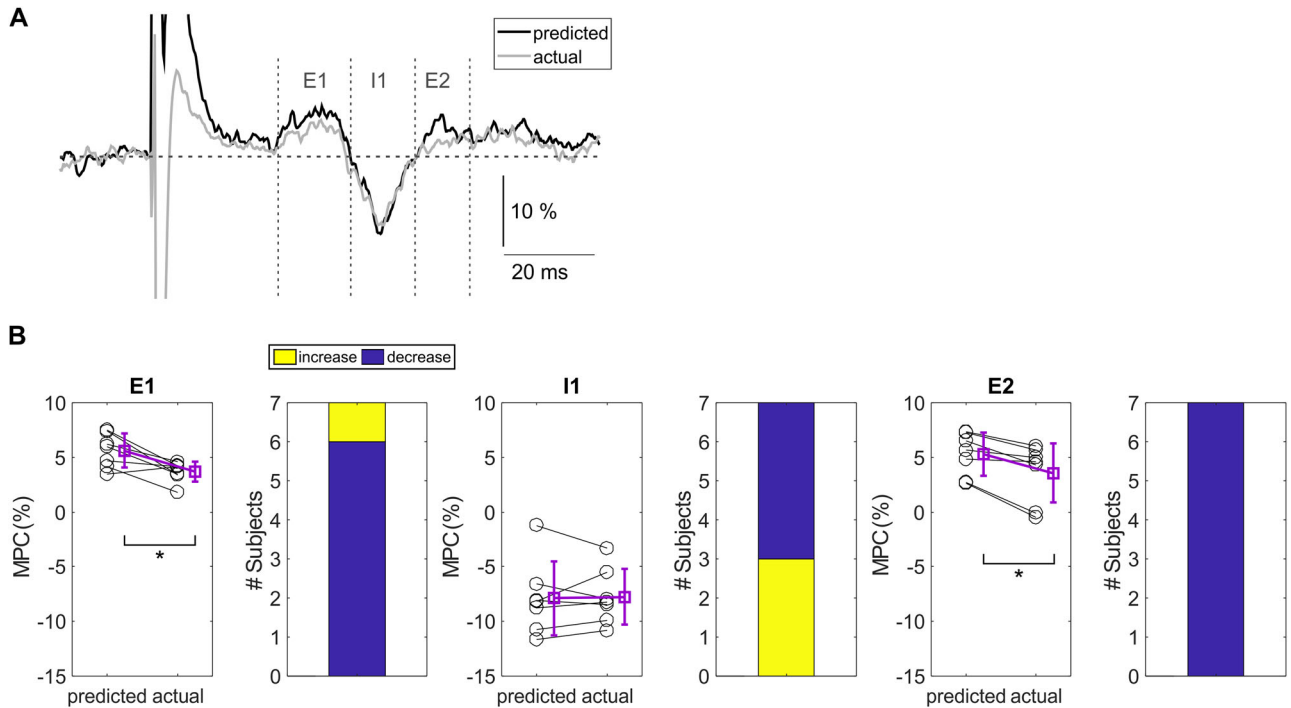 A
predicted
actual
E1
I1
E2
10 %
20 ms
B
increase
decrease
E1
10
5
0
-5
-10
-15
MPC(%)
*
predicted actual
7
6
5
4
3
2
1
0
# Subjects
I1
10
5
0
-5
-10
-15
MPC(%)
predicted actual
7
6
5
4
3
2
1
0
# Subjects
E2
10
5
0
-5
-10
-15
MPC(%)
*
predicted actual
7
6
5
4
3
2
1
0
# Subjects